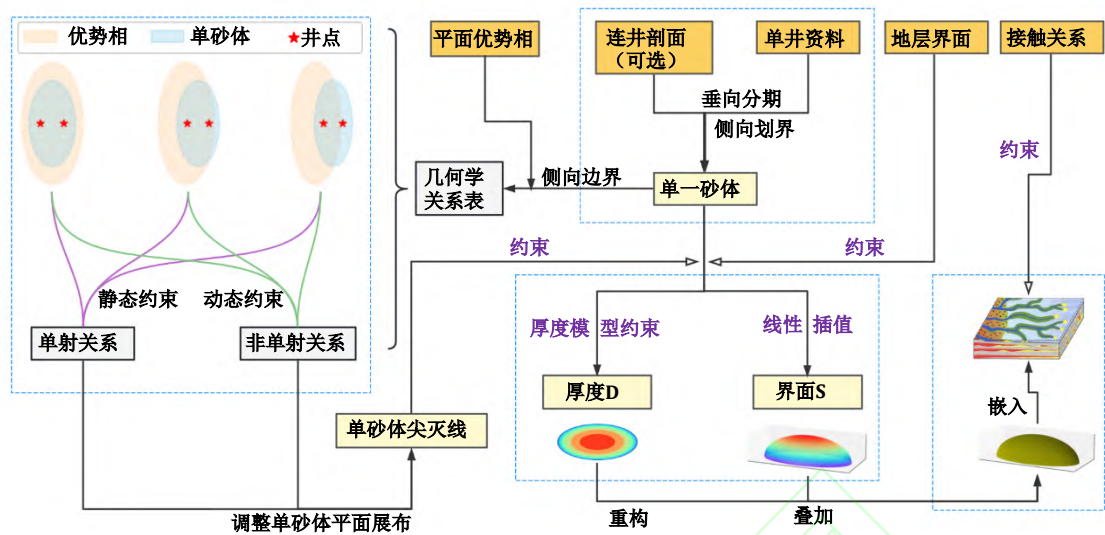 优势相 单砂体 井点
平面优势相
连井剖面
（可选）
单井资料
地层界面
接触关系
垂向分期
侧向划界
约束
几何学
关系表
侧向边界
单一砂体
约束
约束
静态约束 动态约束
单射关系
非单射关系
厚度模 型约束
线性 插值
厚度D
界面S
嵌入
单砂体尖灭线
重构
叠加
调整单砂体平面展布